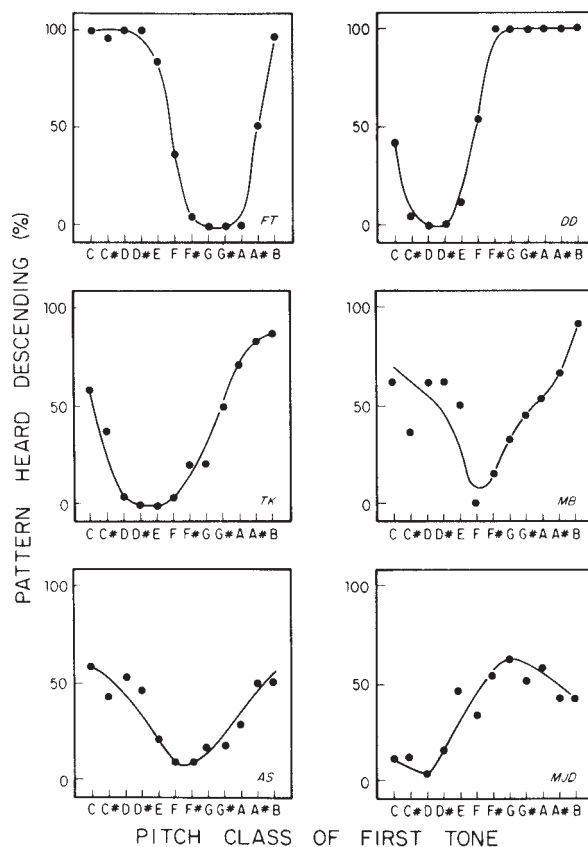 PATTERN HEARD DESCENDING (%)
100
50
0
FT
C C# D D# E F F# G G# A A# B
100
50
0
DD
C C# D D# E F F# G G# A A# B
100
50
0
TK
C C# D D# E F F# G G# A A# B
100
50
0
MB
C C# D D# E F F# G G# A A# B
100
50
0
AS
C C# D D# E F F# G G# A A# B
100
50
0
MJD
C C# D D# E F F# G G# A A# B
PITCH CLASS OF FIRST TONE